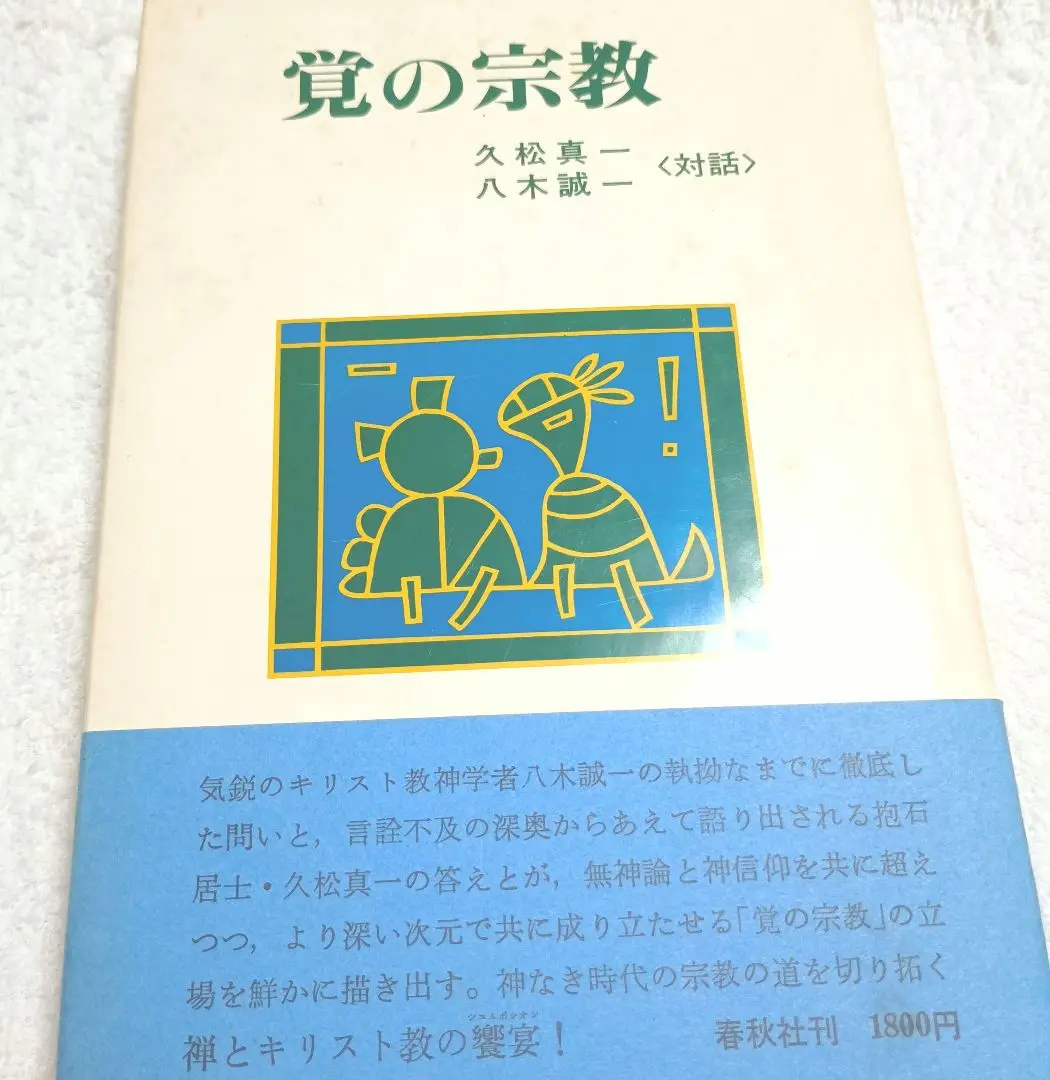 覚の宗教
久松真一
八木誠一
〈対話〉
気鋭のキリスト教神学者八木誠一の執拗なまでに徹底し
た問いと，言詮不及の深奥からあえて語り出される抱石
居士・久松真一の答えとが，無神論と神信仰を共に超え
つつ，より深い次元で共に成り立たせる「覚の宗教」の立
場を鮮かに描き出す。神なき時代の宗教の道を切り拓く
シュムポシオン
禅とキリスト教の饗宴！
春秋社刊 1800円